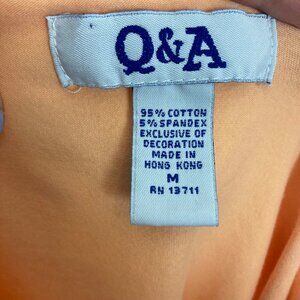 Q&A
95% COTTON
5% SPANDEX
EXCLUSIVE OF
DECORATION
MADE IN
HONG KONG
M
RN 13711